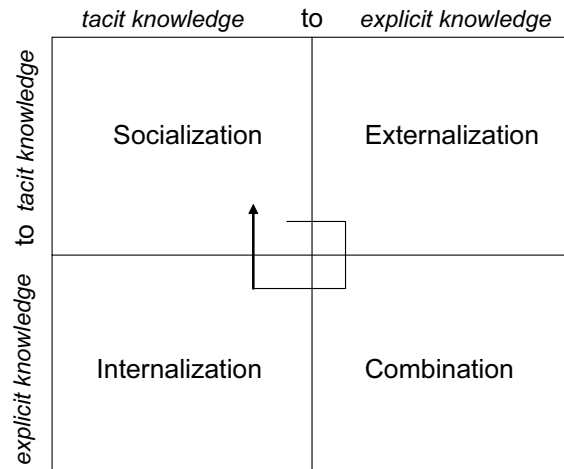 tacit knowledge to explicit knowledge
to tacit knowledge
explicit knowledge
Socialization Externalization
Internalization Combination